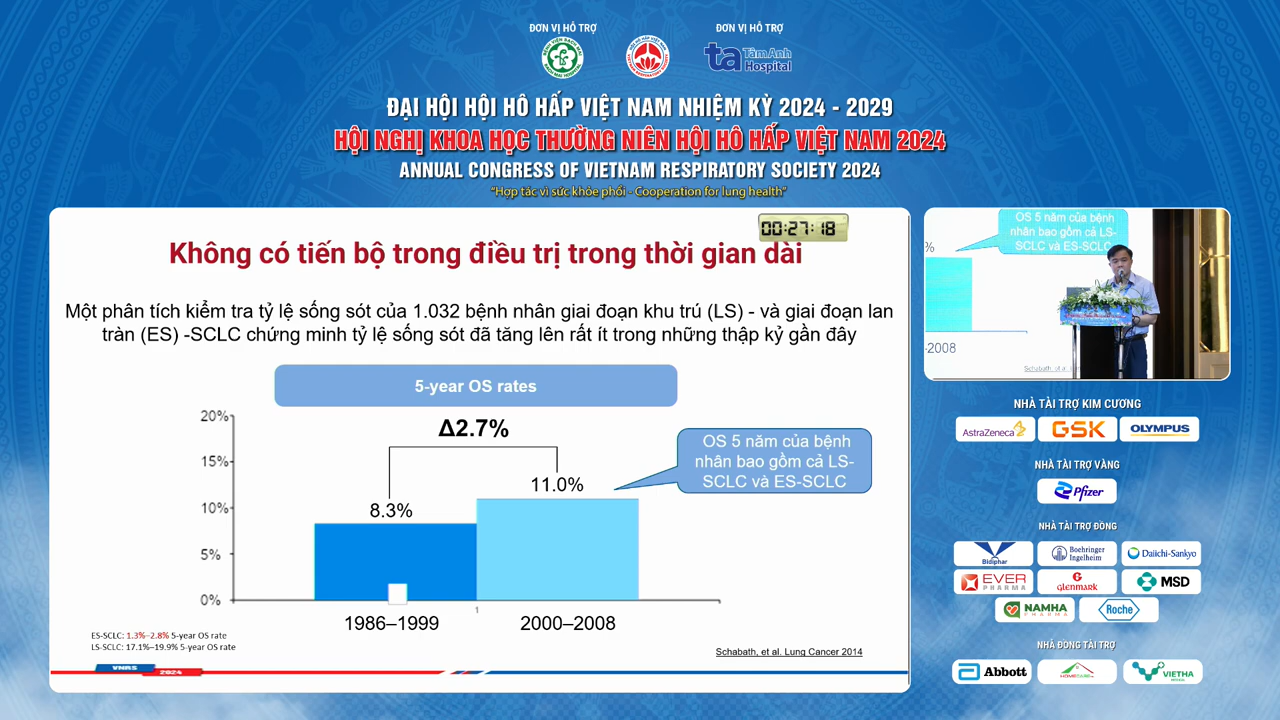 ĐƠN VỊ HỖ TRỢ
ĐƠN VỊ HỖ TRỢ
ta TâmAnh Hospital
ĐẠI HỘI HỘI HÔ HẤP VIỆT NAM NHIỆM KỲ 2024 - 2029
HỘI NGHỊ KHOA HỌC THƯỜNG NIÊN HỘI HÔ HẤP VIỆT NAM 2024
ANNUAL CONGRESS OF VIETNAM RESPIRATORY SOCIETY 2024
“Hợp tác vì sức khỏe phổi - Cooperation for lung health”
00:27:18
Không có tiến bộ trong điều trị trong thời gian dài
Một phân tích kiểm tra tỷ lệ sống sót của 1.032 bệnh nhân giai đoạn khu trú (LS) - và giai đoạn lan
tràn (ES) -SCLC chứng minh tỷ lệ sống sót đã tăng lên rất ít trong những thập kỷ gần đây
5-year OS rates
20%
15%
10%
5%
0%
Δ2.7%
8.3%
11.0%
OS 5 năm của bệnh
nhân bao gồm cả LS-
SCLC và ES-SCLC
1
1986–1999
2000–2008
ES-SCLC: 1.3%–2.8% 5-year OS rate
LS-SCLC: 17.1%–19.9% 5-year OS rate
Schabath, et al. Lung Cancer 2014
VNRS
2024
OS 5 năm của bệnh
nhân bao gồm cả LS-
SCLC và ES-SCLC
%
-2008
NHÀ TÀI TRỢ KIM CƯƠNG
AstraZeneca
GSK
OLYMPUS
NHÀ TÀI TRỢ VÀNG
Pfizer
NHÀ TÀI TRỢ ĐỒNG
Bidiphar
Boehringer
Ingelheim
Daiichi-Sankyo
EVER
PHARMA
GLENMARK
MSD
NAMHA
PHARMA
Roche
NHÀ ĐỒNG TÀI TRỢ
Abbott
HOMECARE
VIETHA
MEDICAL